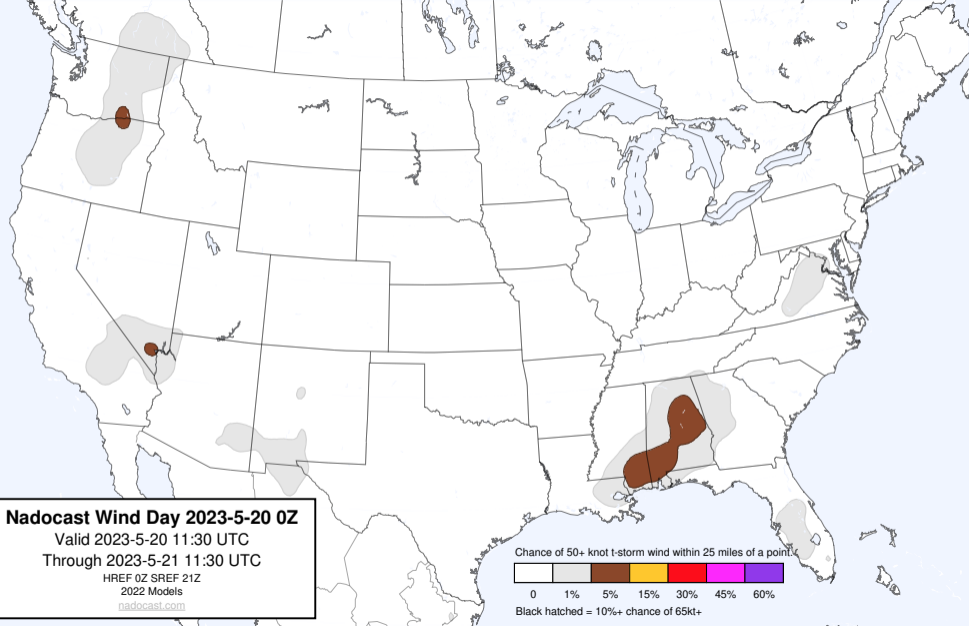 Nadocast Wind Day 2023-5-20 0Z
Valid 2023-5-20 11:30 UTC
Through 2023-5-21 11:30 UTC
HREF 0Z SREF 21Z
2022 Models
nadocast.com
Chance of 50+ knot t-storm wind within 25 miles of a point.
0 1% 5% 15% 30% 45% 60%
Black hatched = 10%+ chance of 65kt+